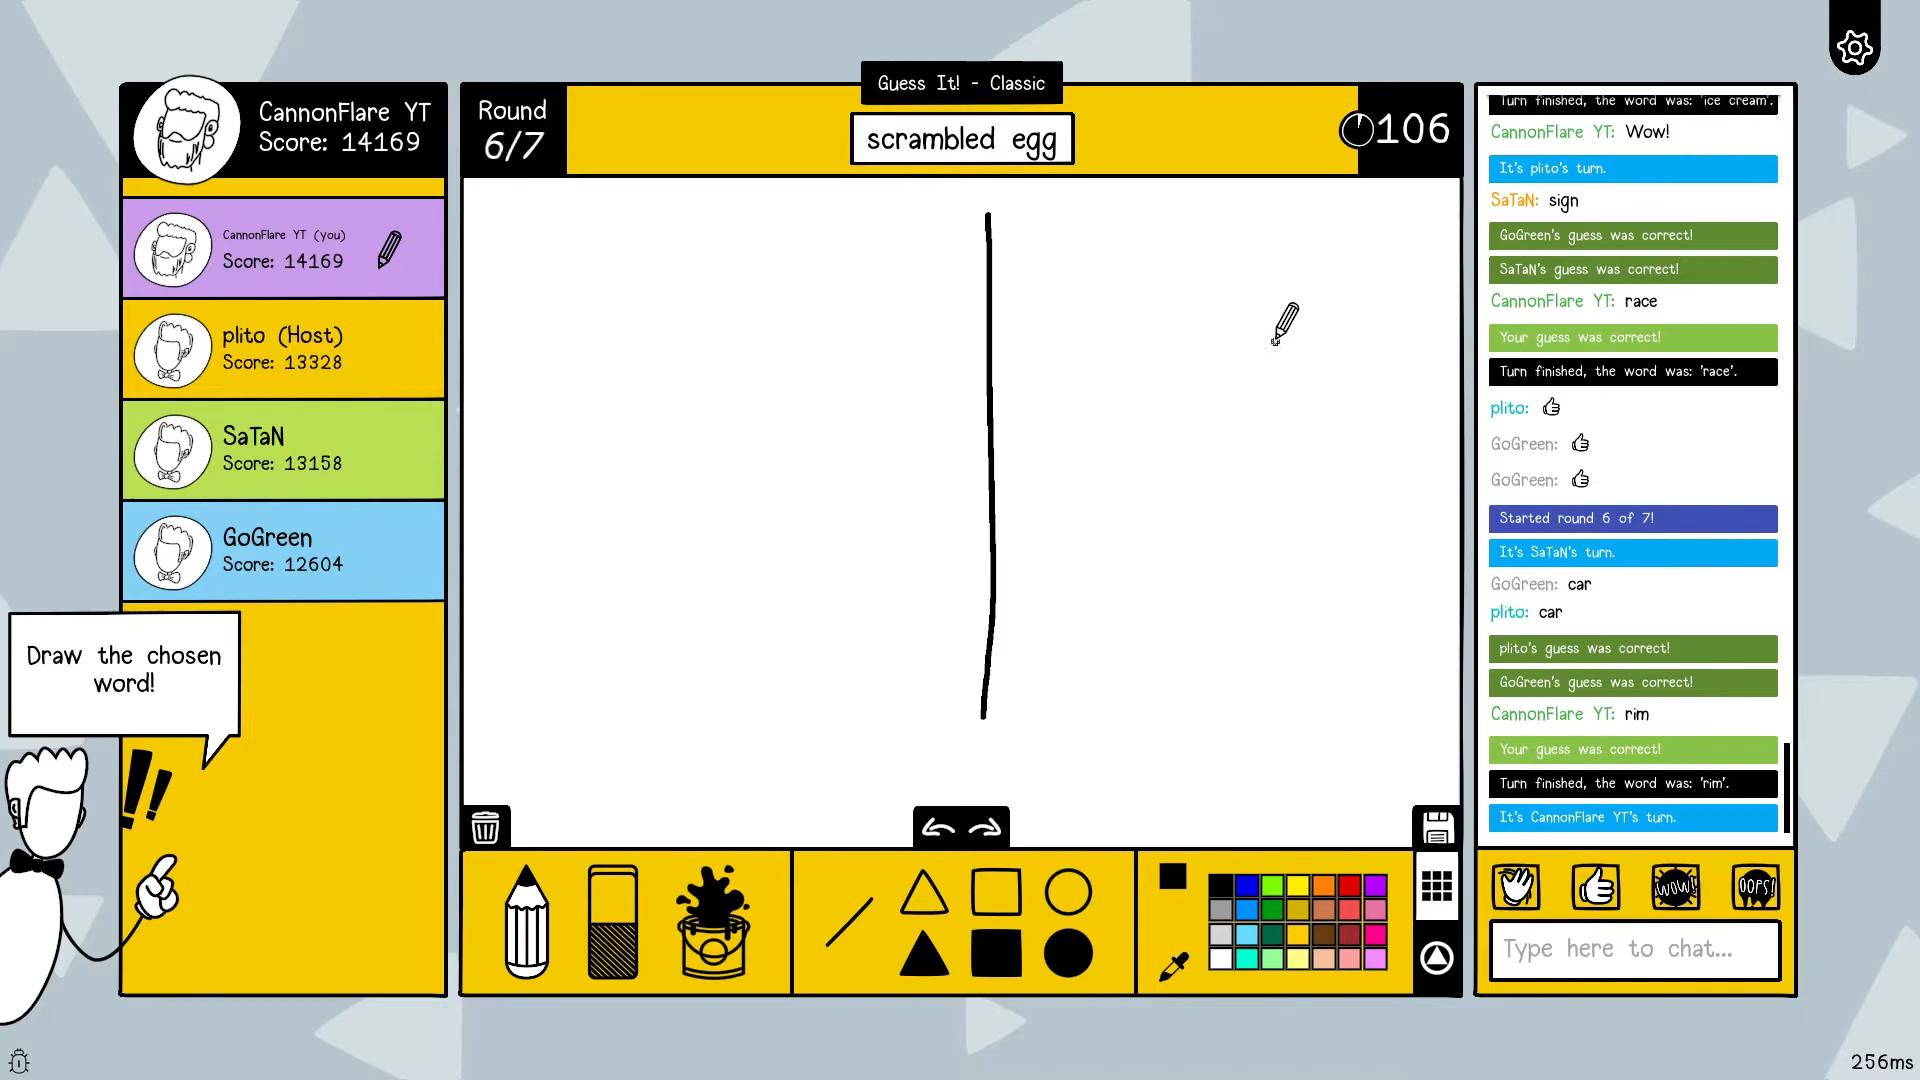 CannonFlare YT
Score: 14169
CannonFlare YT (you)
Score: 14169
plito (Host)
Score: 13328
SaTaN
Score: 13158
GoGreen
Score: 12604
Draw the chosen
word!
!!
Round
6/7
Guess It! - Classic
scrambled egg
106
Turn finished, the word was: 'ice cream'.
CannonFlare YT: Wow!
It's plito's turn.
SaTaN: sign
GoGreen's guess was correct!
SaTaN's guess was correct!
CannonFlare YT: race
Your guess was correct!
Turn finished, the word was: 'race'.
plito:
GoGreen:
GoGreen:
Started round 6 of 7!
It's SaTaN's turn.
GoGreen: car
plito: car
plito's guess was correct!
GoGreen's guess was correct!
CannonFlare YT: rim
Your guess was correct!
Turn finished, the word was: 'rim'.
It's CannonFlare YT's turn.
WOW!
OOPS!
Type here to chat...
256ms